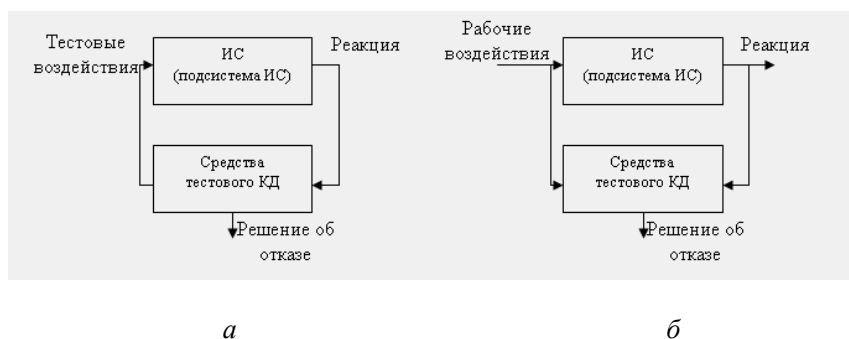 Тестовые
воздействия
ИС
(подсистема ИС)
Реакция
Средства
тестового КД
Решение об
отказе
Рабочие
воздействия
ИС
(подсистема ИС)
Реакция
Средства
тестового КД
Решение об
отказе
а
б